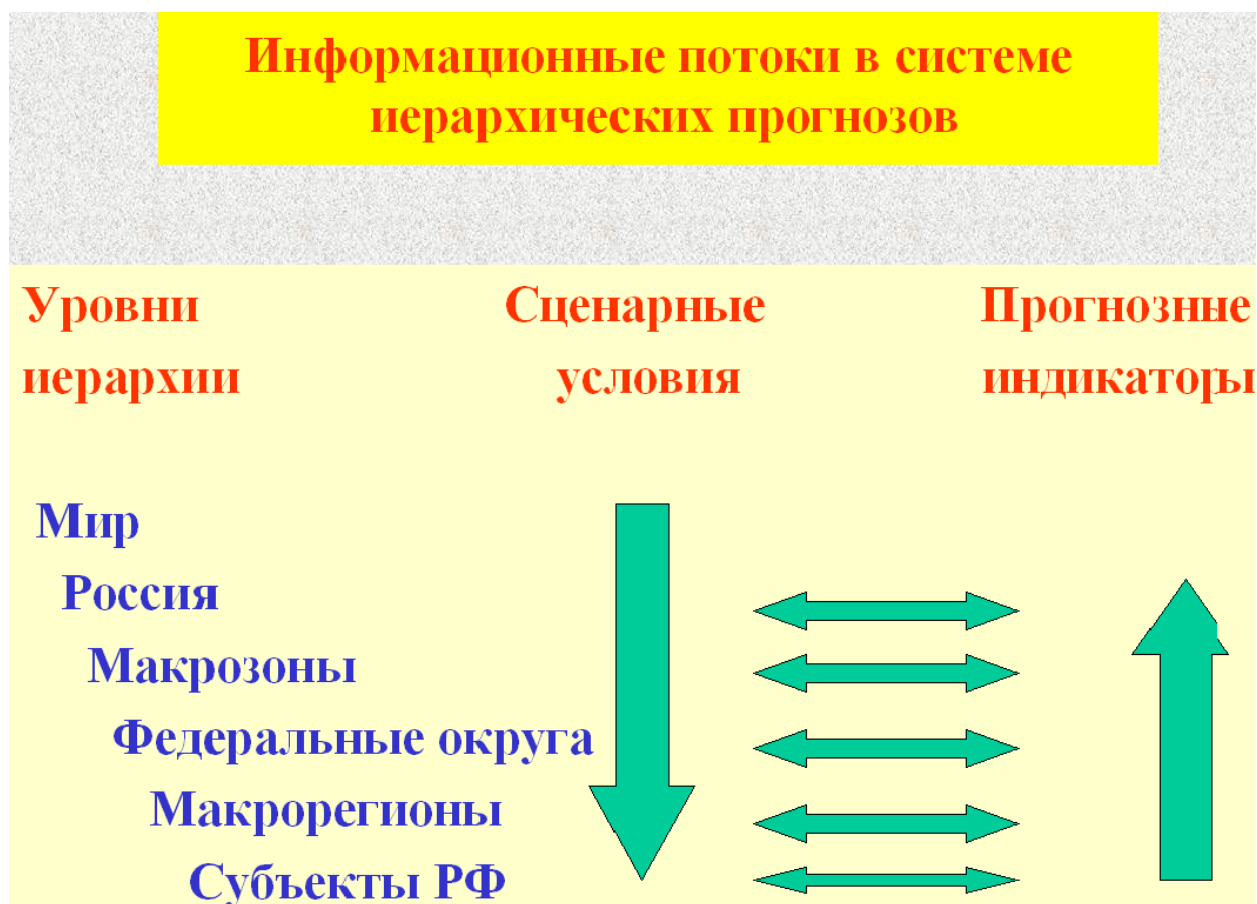 Информационные потоки в системе
иерархических прогнозов
Уровни Сценарные Прогнозные
иерархии условия индикаторы
Мир
Россия
Макрозоны
Федеральные округа
Макрорегионы
Субъекты РФ